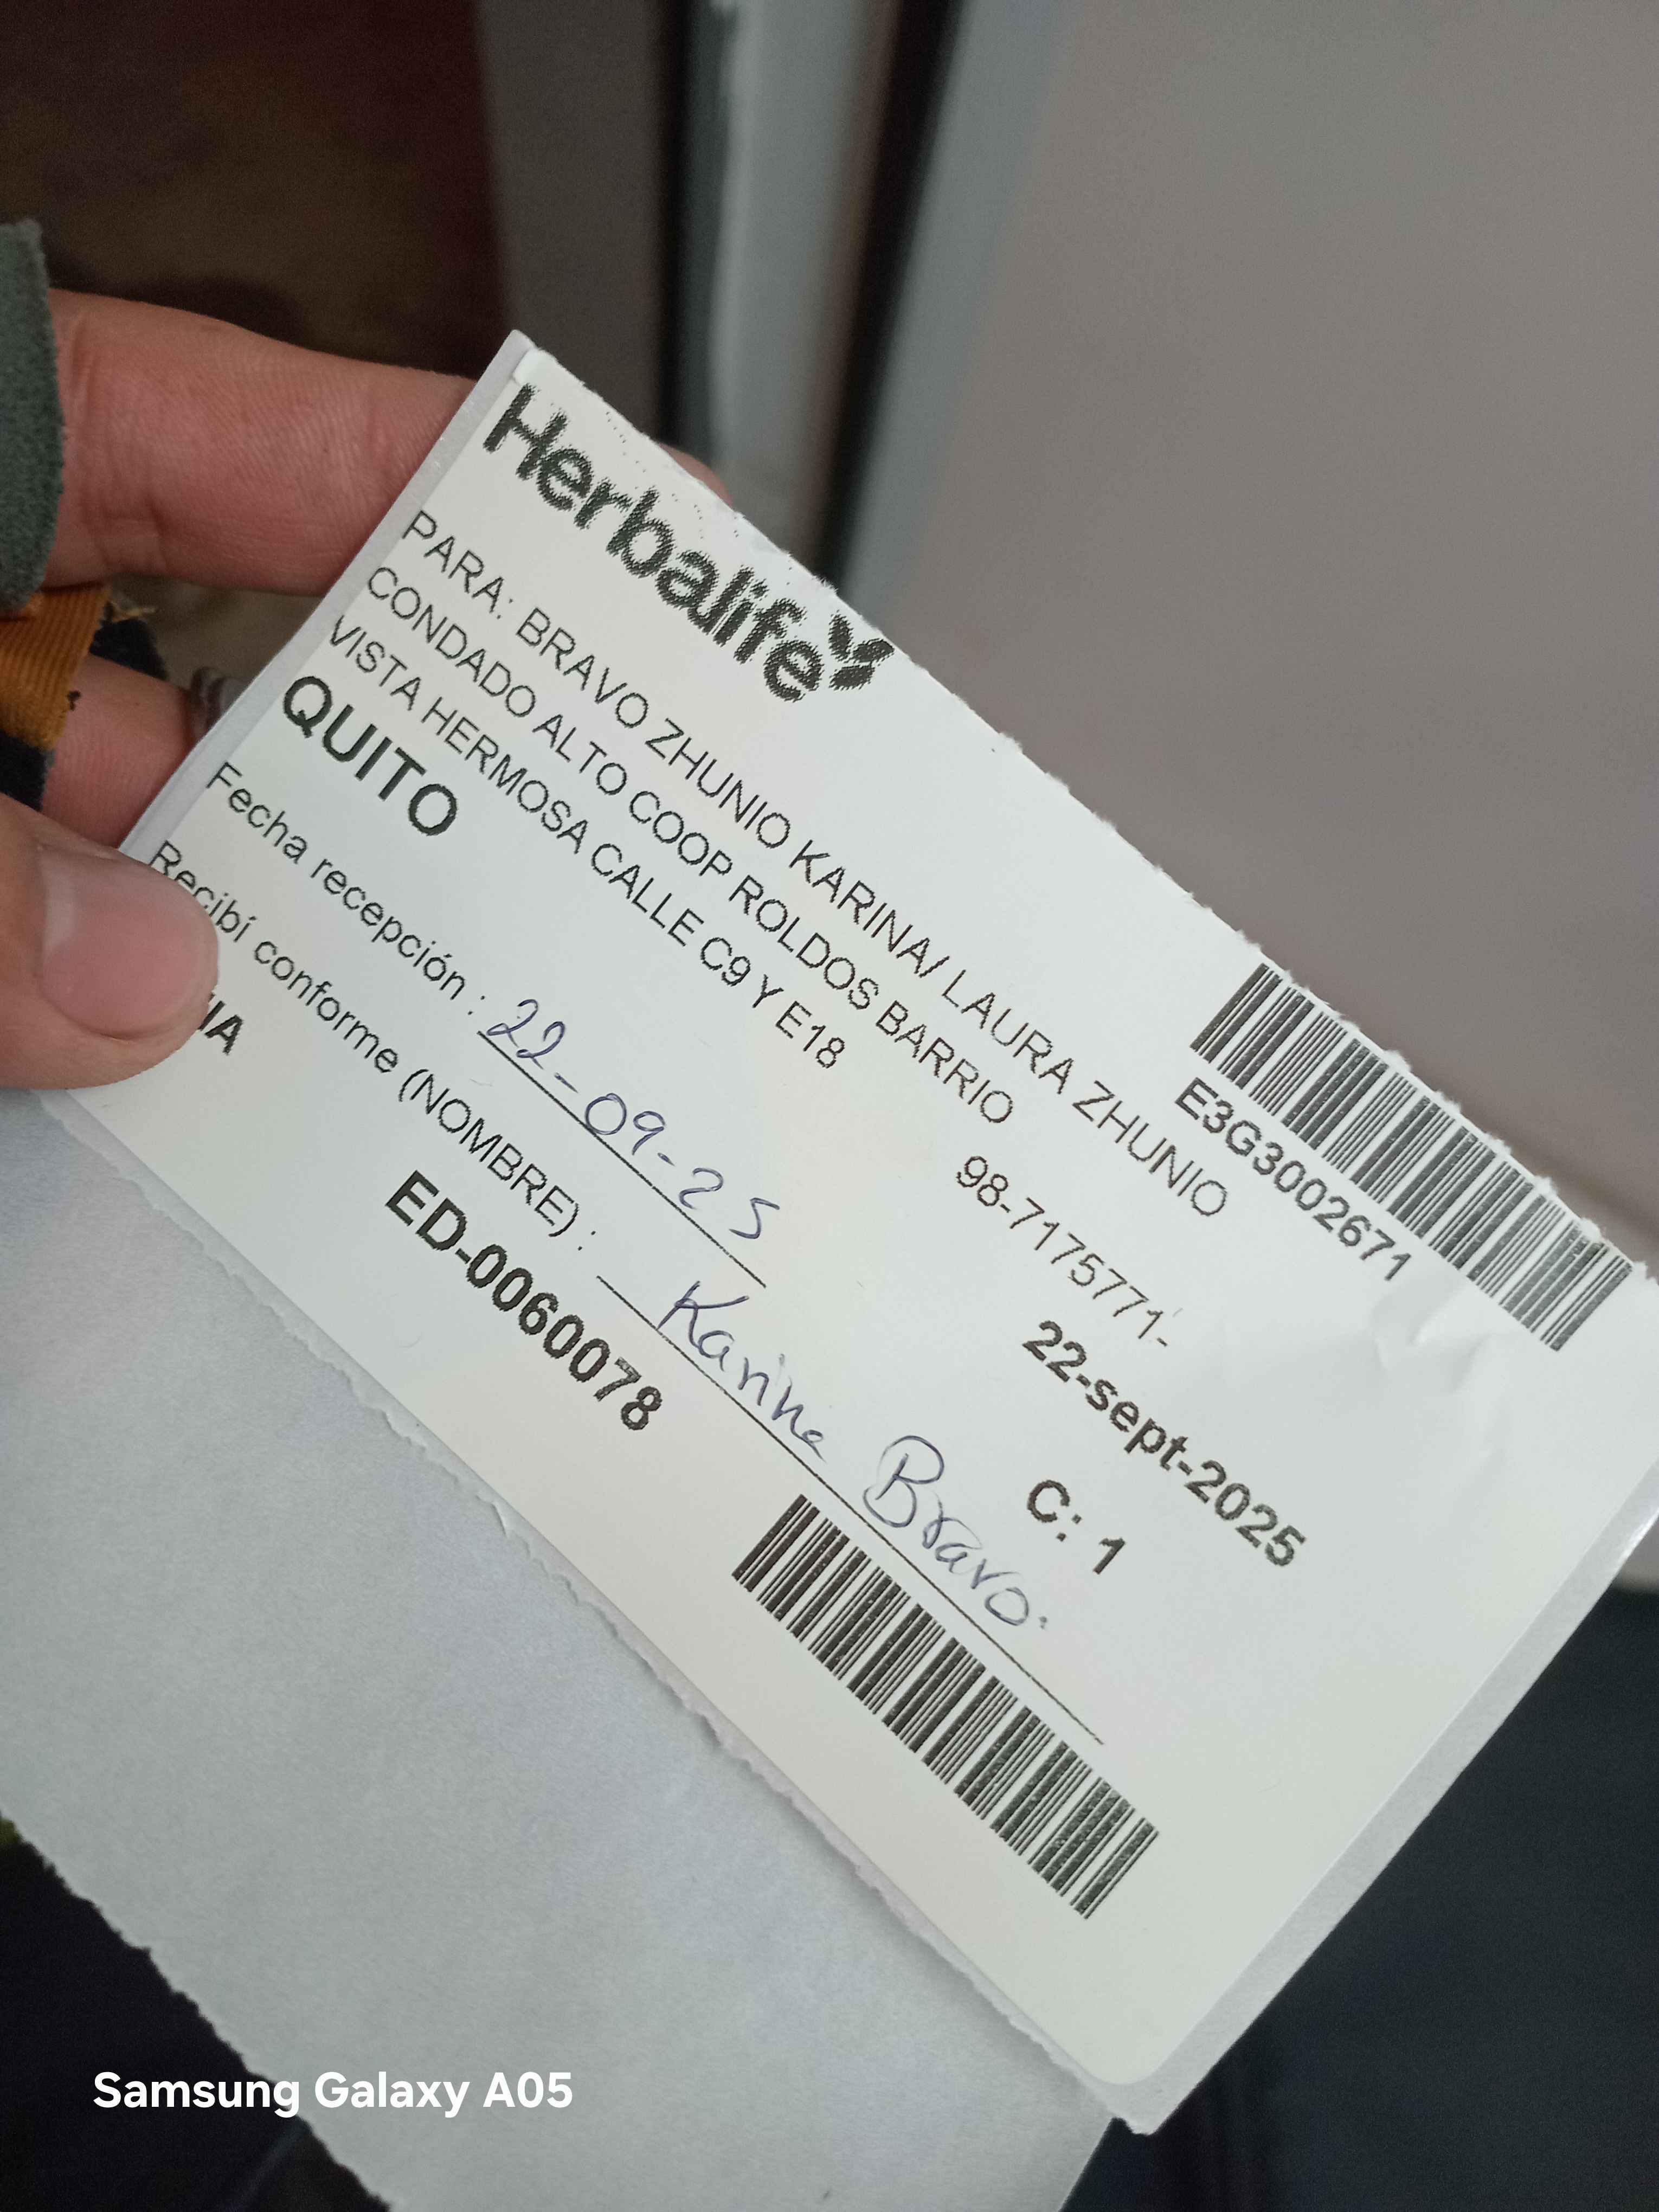 Herbalife
E3G3002671
PARA: BRAVO ZHUNIO KARINA/ LAURA ZHUNIO
CONDADO ALTO COOP ROLDOS BARRIO
98-7175771-
VISTA HERMOSA CALLE C9 Y E18
22-sept-2025
QUITO
C: 1
Fecha recepción : 22-09-25
Recibí conforme (NOMBRE) : Karina Bravo.
ED-0060078
Samsung Galaxy A05